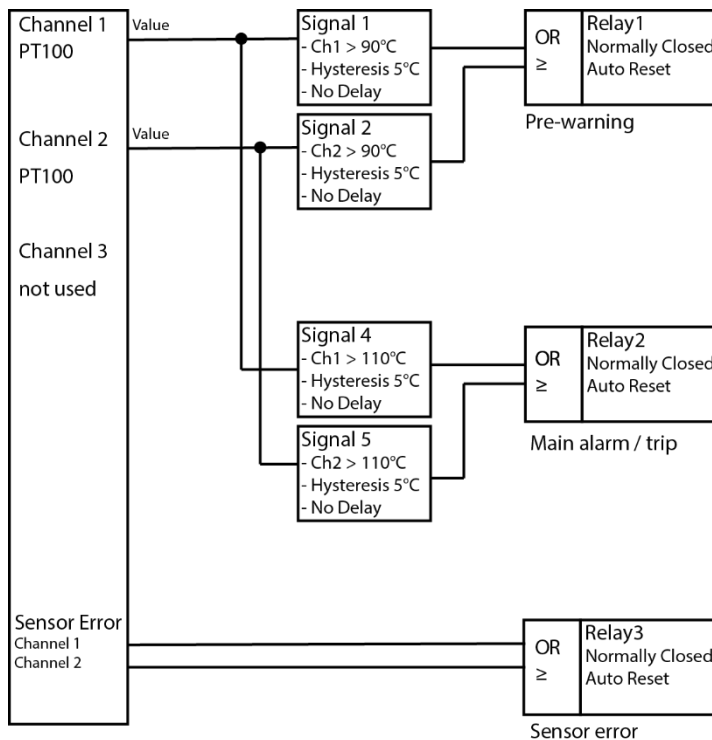 Channel 1
PT100
Value
Channel 2
PT100
Value
Channel 3
not used
Sensor Error
Channel 1
Channel 2
Signal 1
- Ch1 > 90°C
- Hysteresis 5°C
- No Delay
Signal 2
- Ch2 > 90°C
- Hysteresis 5°C
- No Delay
OR
≥
Relay1
Normally Closed
Auto Reset
Pre-warning
Signal 4
- Ch1 > 110°C
- Hysteresis 5°C
- No Delay
Signal 5
- Ch2 > 110°C
- Hysteresis 5°C
- No Delay
OR
≥
Relay2
Normally Closed
Auto Reset
Main alarm / trip
OR
≥
Relay3
Normally Closed
Auto Reset
Sensor error